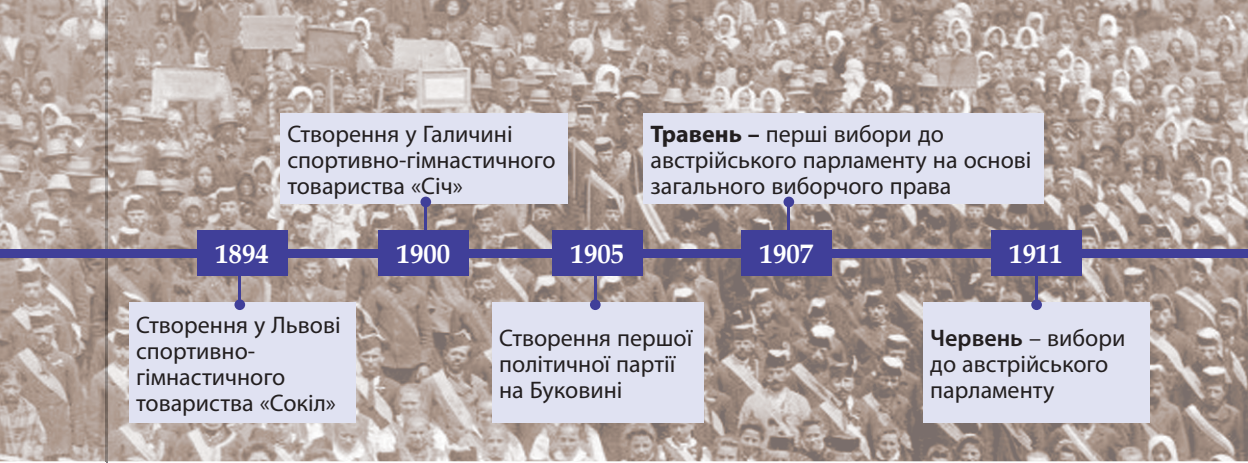 Створення у Галичині
спортивно-гімнастичного
товариства «Січ»
Травень – перші вибори до
австрійського парламенту на основі
загального виборчого права
1894
1900
1905
1907
1911
Створення у Львові
спортивно-
гімнастичного
товариства «Сокіл»
Створення першої
політичної партії
на Буковині
Червень – вибори
до австрійського
парламенту